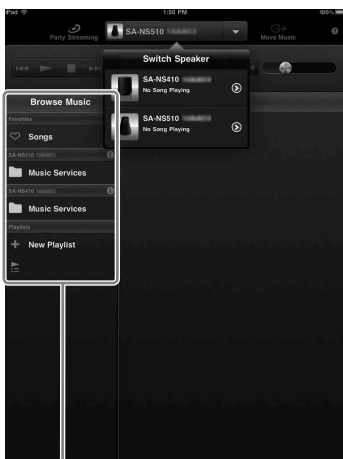 iPad 1:50 PM 100%
Party Streaming
SA-NS510
Move Music
Switch Speaker
SA-NS410
No Song Playing
SA-NS510
No Song Playing
Browse Music
Favorites
Songs
SA-NS510
Music Services
SA-NS410
Music Services
Playlists
New Playlist